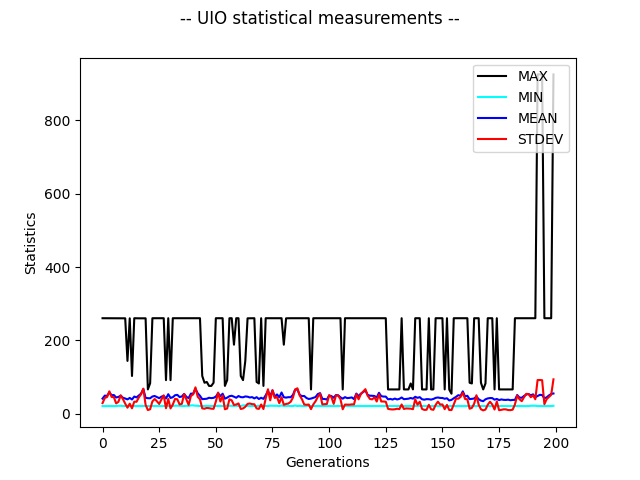 -- UIO statistical measurements --
MAX
MIN
MEAN
STDEV
Statistics
800
600
400
200
0
0 25 50 75 100 125 150 175 200
Generations